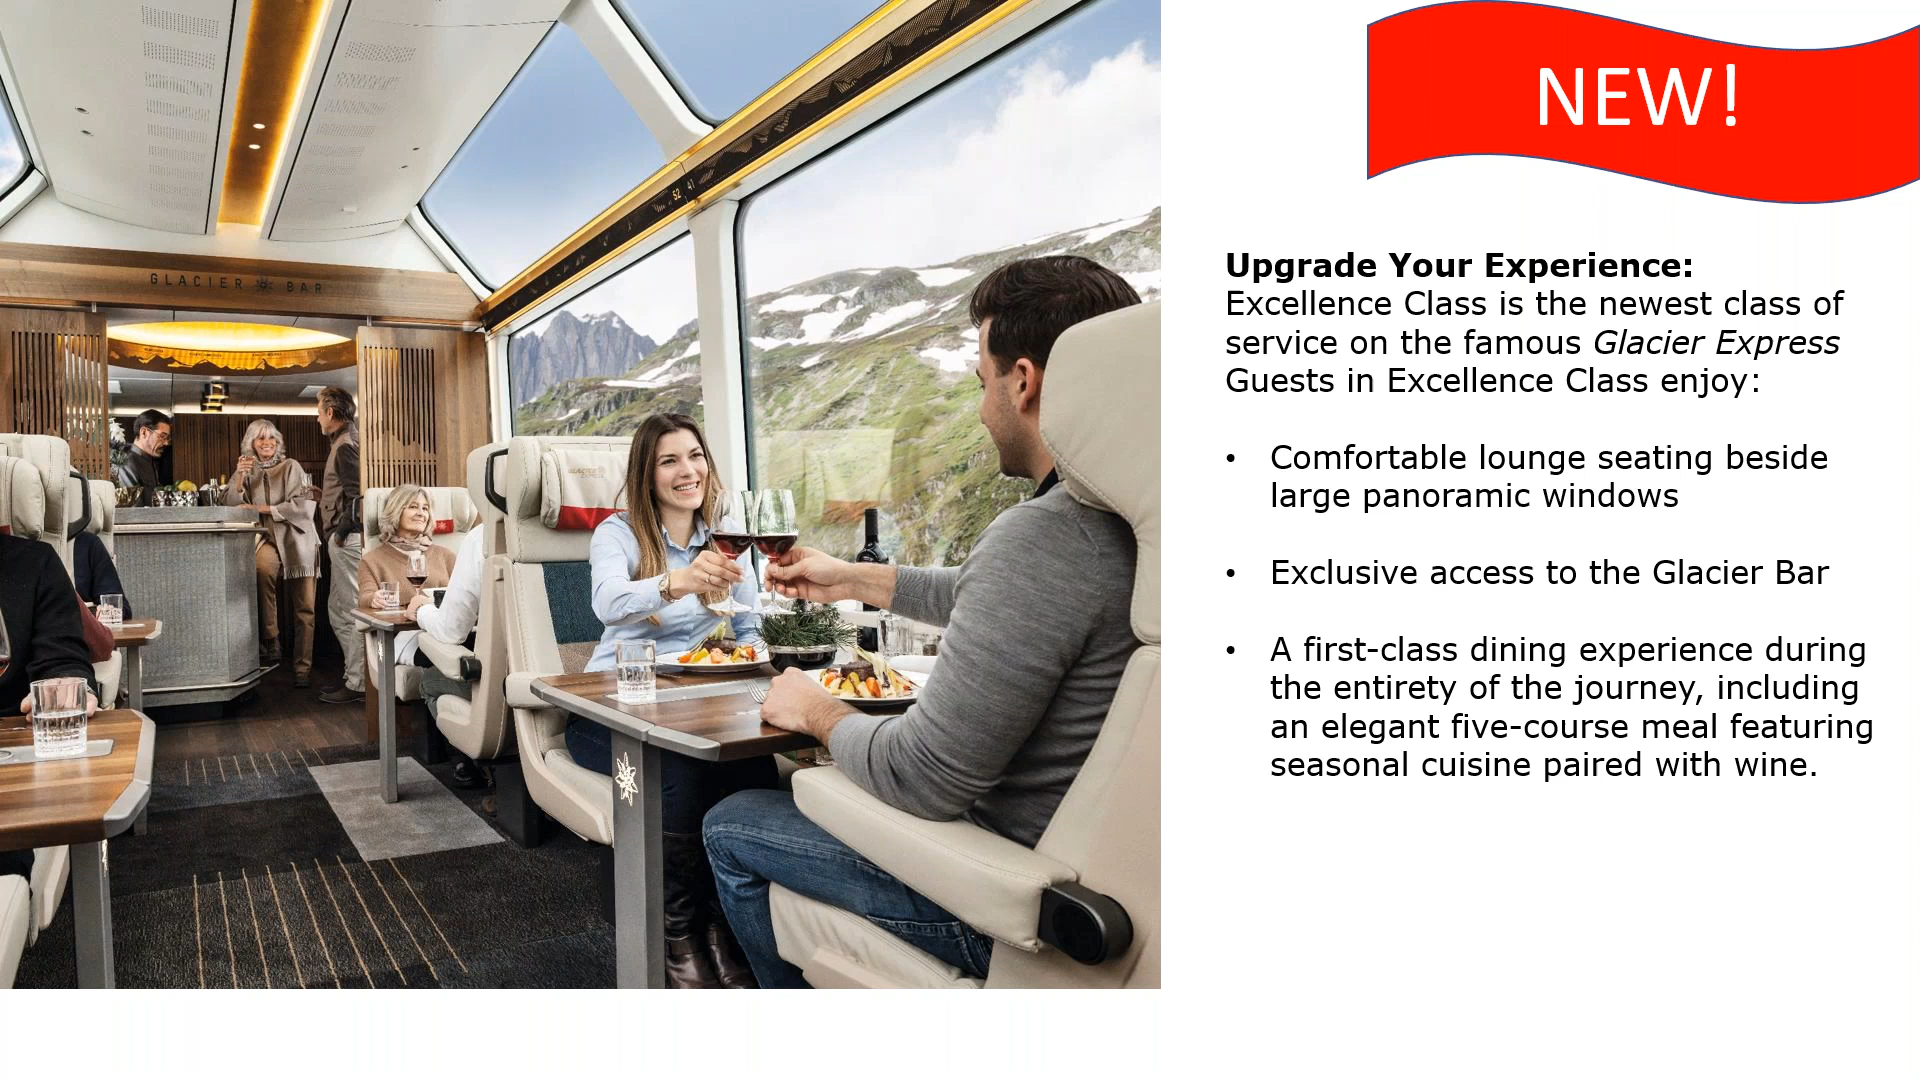 NEW!
GLACIER BAR
52 41
Upgrade Your Experience:
Excellence Class is the newest class of
service on the famous Glacier Express
Guests in Excellence Class enjoy:
• Comfortable lounge seating beside
large panoramic windows
• Exclusive access to the Glacier Bar
• A first-class dining experience during
the entirety of the journey, including
an elegant five-course meal featuring
seasonal cuisine paired with wine.